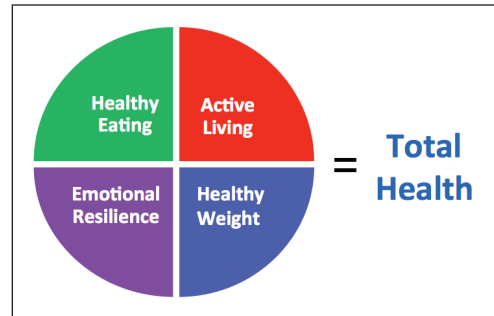 Healthy
Eating
Active
Living
Emotional
Resilience
Healthy
Weight
=
Total
Health